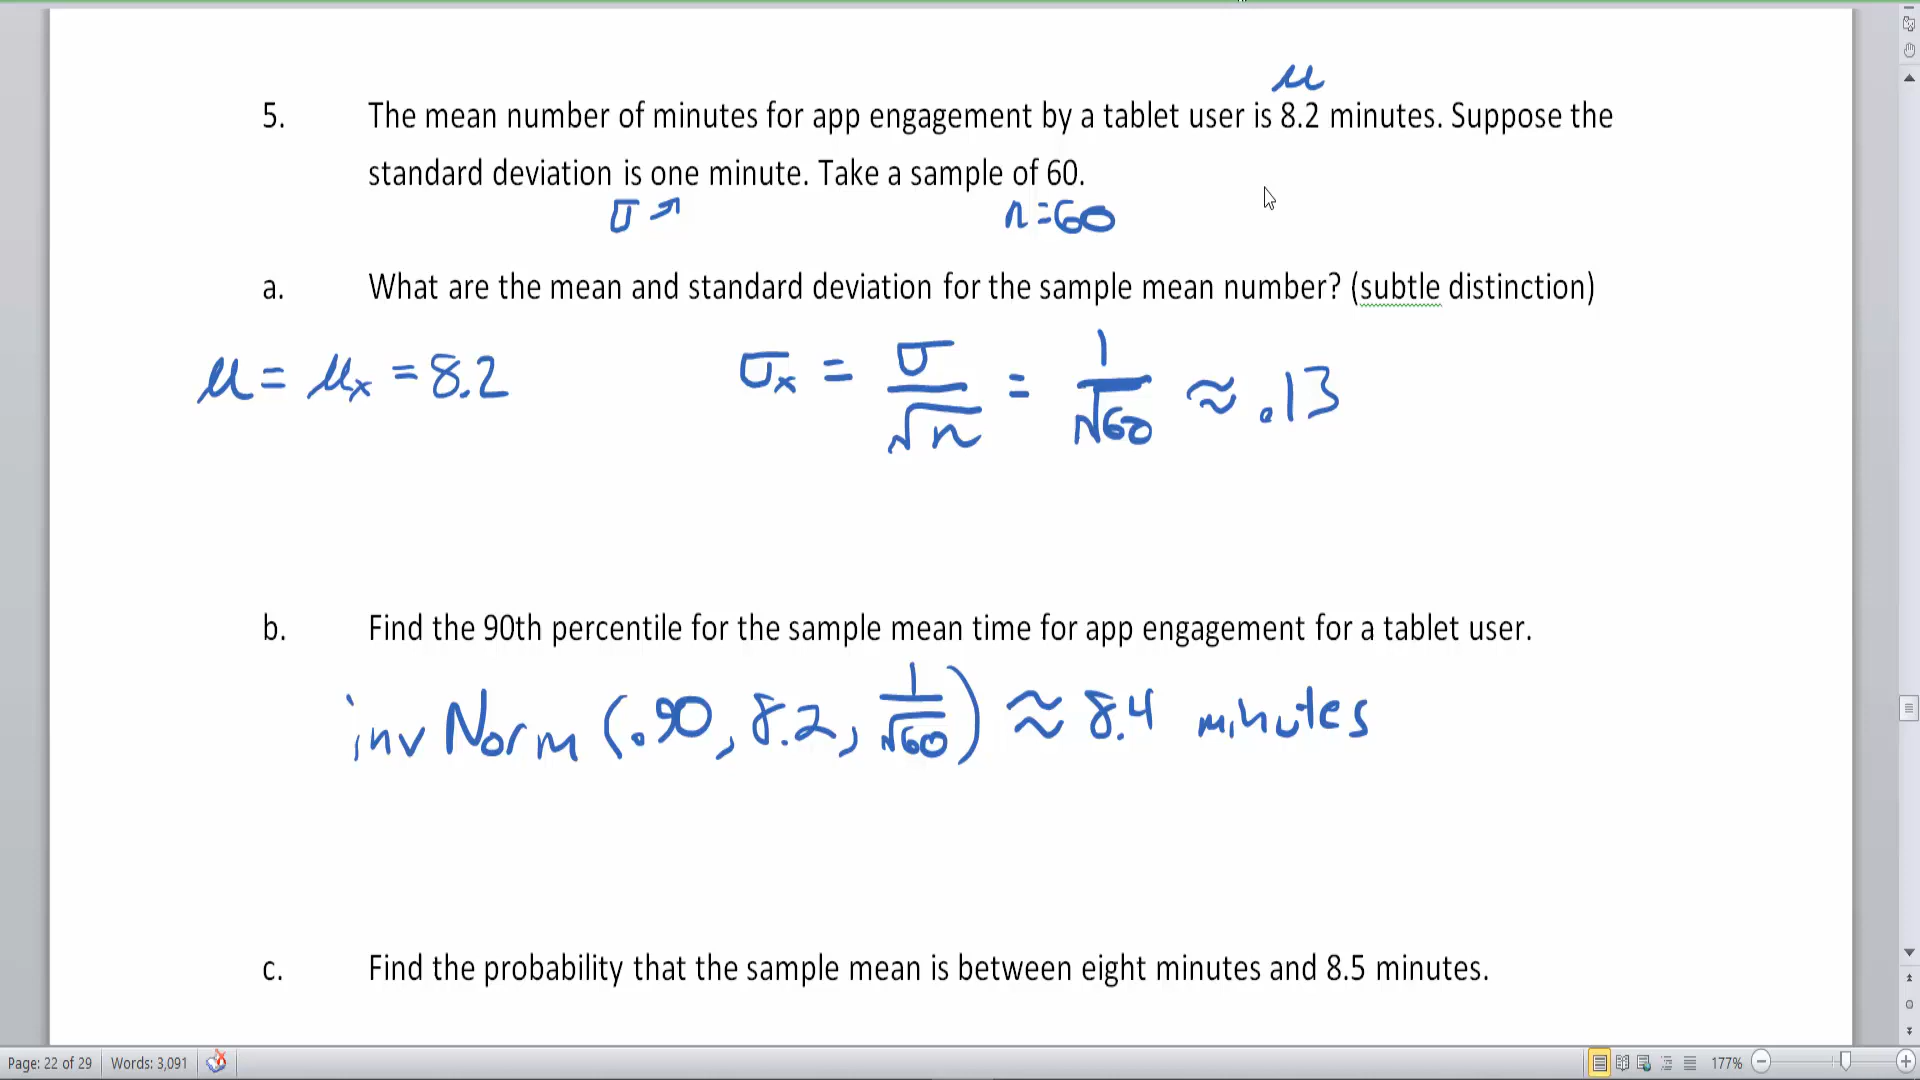 μ
5. The mean number of minutes for app engagement by a tablet user is 8.2 minutes. Suppose the
standard deviation is one minute. Take a sample of 60.
σ ↗ n = 60
a. What are the mean and standard deviation for the sample mean number? (subtle distinction)
μ = μₓ = 8.2 σₓ = σ/√n = 1/√60 ≈ .13
b. Find the 90th percentile for the sample mean time for app engagement for a tablet user.
invNorm (.90, 8.2, 1/√60) ≈ 8.4 minutes
c. Find the probability that the sample mean is between eight minutes and 8.5 minutes.
Page: 22 of 29 Words: 3,091 177%